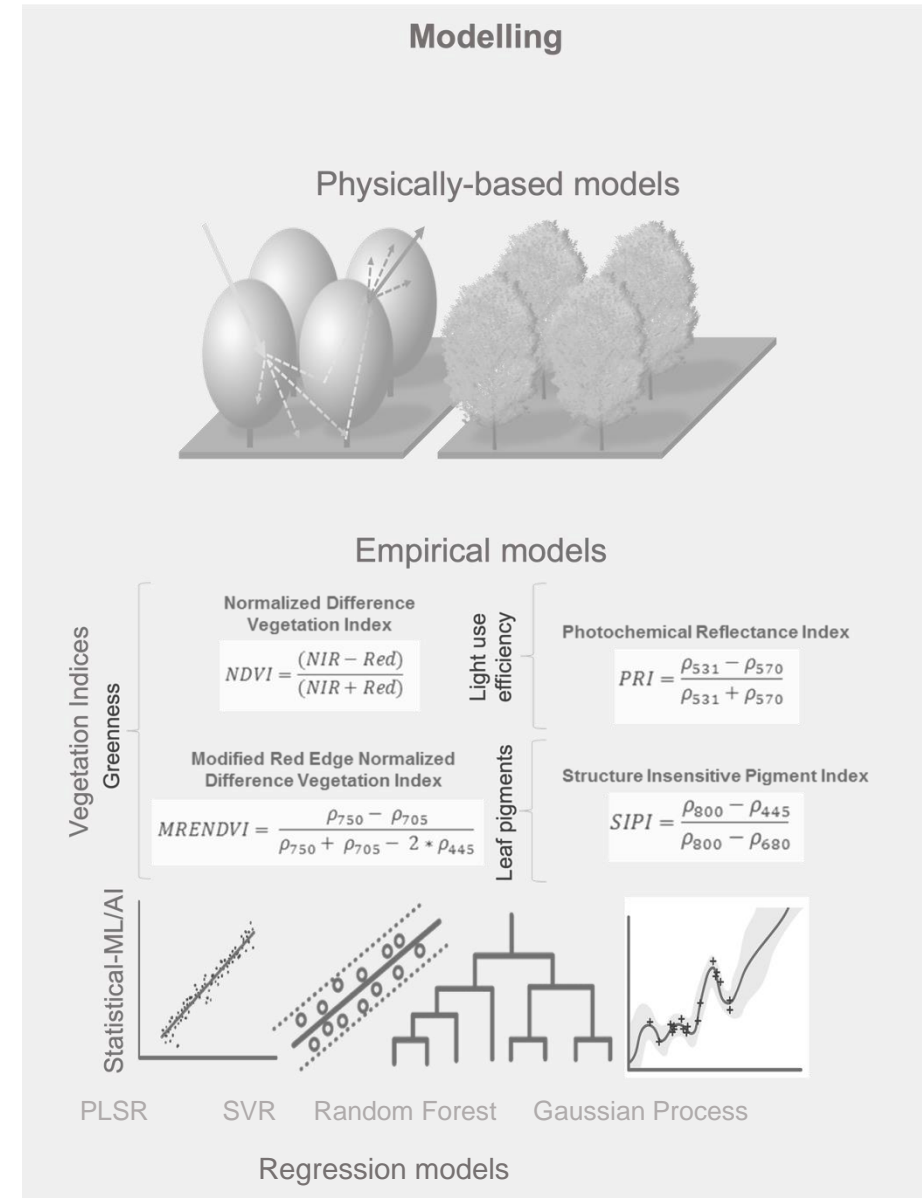 Modelling
Physically-based models
Empirical models
Vegetation Indices
Greenness
Normalized Difference
Vegetation Index
NDVI = (NIR − Red) / (NIR + Red)
Modified Red Edge Normalized
Difference Vegetation Index
MRENDVI = ρ750 − ρ705 / ρ750 + ρ705 − 2 * ρ445
Light use
efficiency
Photochemical Reflectance Index
PRI = ρ531 − ρ570 / ρ531 + ρ570
Leaf pigments
Structure Insensitive Pigment Index
SIPI = ρ800 − ρ445 / ρ800 − ρ680
Statistical-ML/AI
PLSR SVR Random Forest Gaussian Process
Regression models